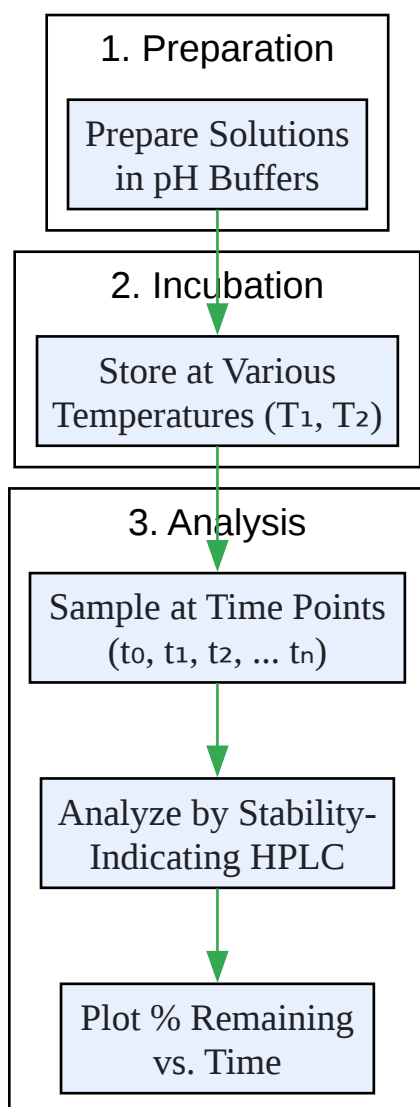 1. Preparation
Prepare Solutions
in pH Buffers
2. Incubation
Store at Various
Temperatures (T₁, T₂)
3. Analysis
Sample at Time Points
(t₀, t₁, t₂, ... tₙ)
Analyze by Stability-
Indicating HPLC
Plot % Remaining
vs. Time